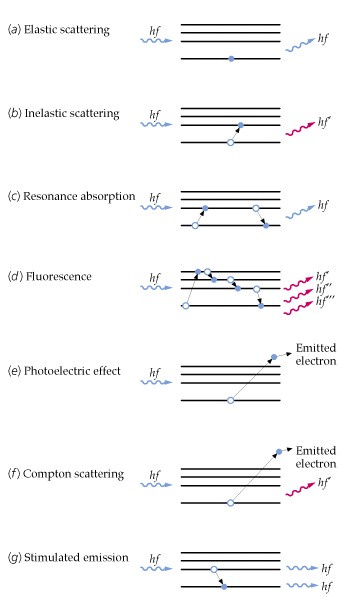 (a) Elastic scattering hf hf
(b) Inelastic scattering hf hf′
(c) Resonance absorption hf hf
(d) Fluorescence hf hf′
hf″
hf‴
(e) Photoelectric effect hf Emitted
electron
(f) Compton scattering hf Emitted
electron
hf′
(g) Stimulated emission hf hf
hf